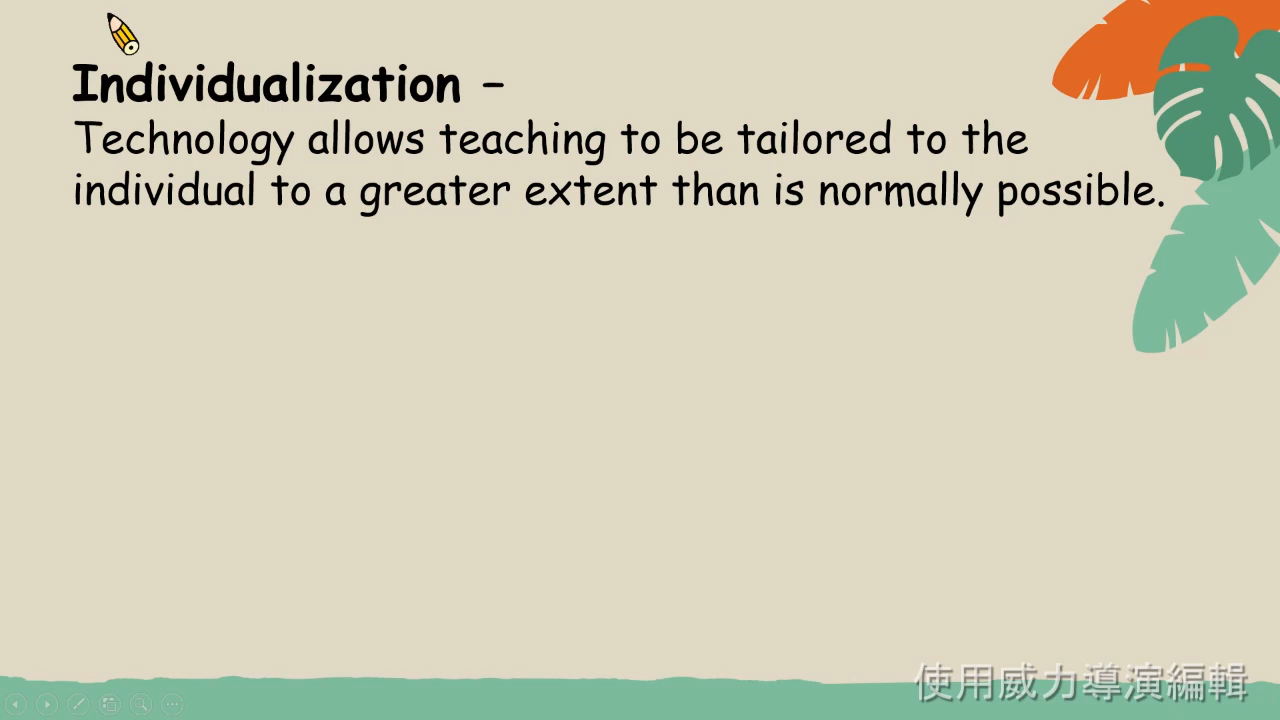 Individualization –
Technology allows teaching to be tailored to the
individual to a greater extent than is normally possible.
使用威力導演編輯